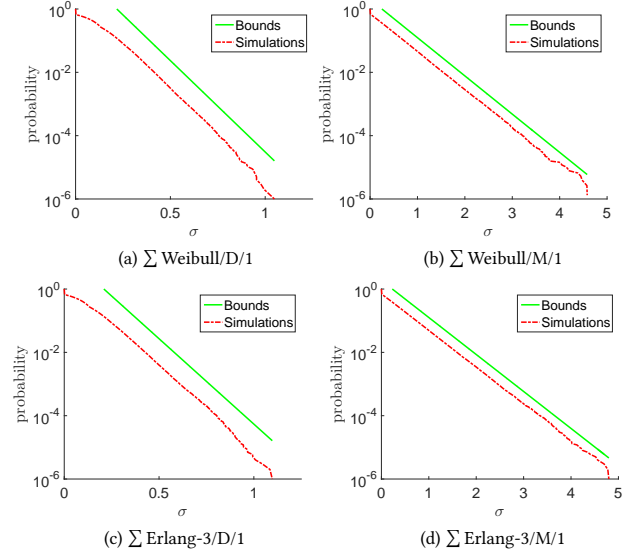 10^0
Bounds
Simulations
10^-2
10^-4
10^-6
probability
0 0.5 1
σ
(a) ∑ Weibull/D/1
10^0
Bounds
Simulations
10^-2
10^-4
10^-6
probability
0 1 2 3 4 5
σ
(b) ∑ Weibull/M/1
10^0
Bounds
Simulations
10^-2
10^-4
10^-6
probability
0 0.5 1
σ
(c) ∑ Erlang-3/D/1
10^0
Bounds
Simulations
10^-2
10^-4
10^-6
probability
0 1 2 3 4 5
σ
(d) ∑ Erlang-3/M/1